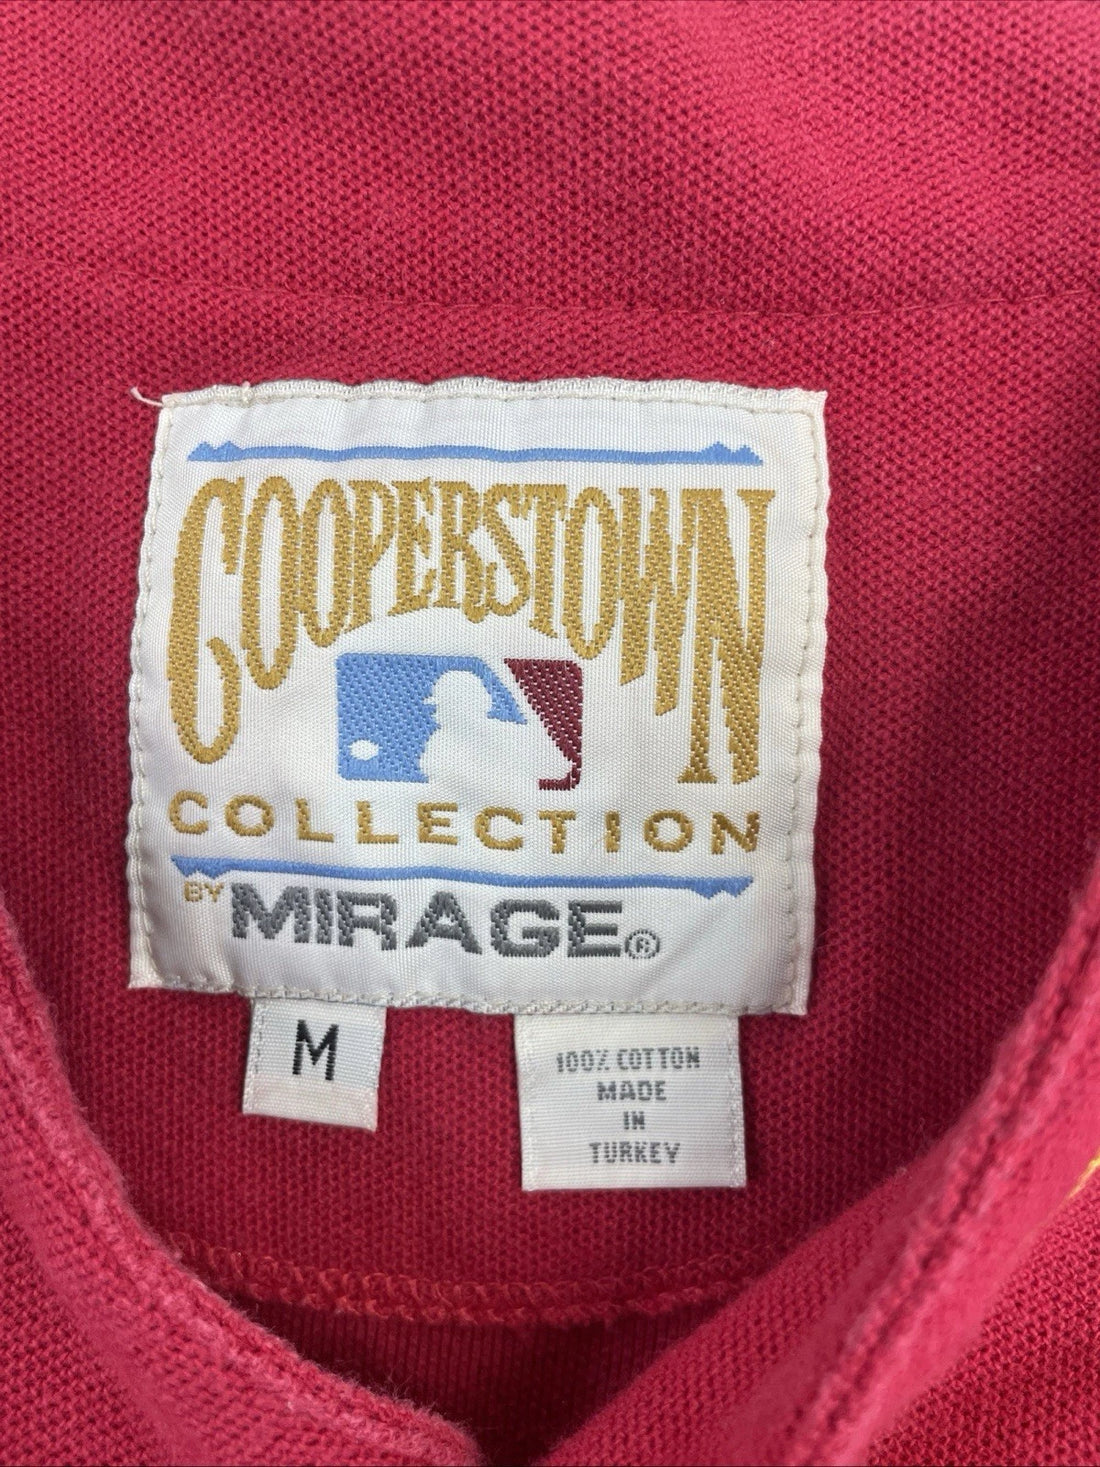 COOPERSTOWN
COLLECTION
BY MIRAGE®
M
100% COTTON
MADE
IN
TURKEY